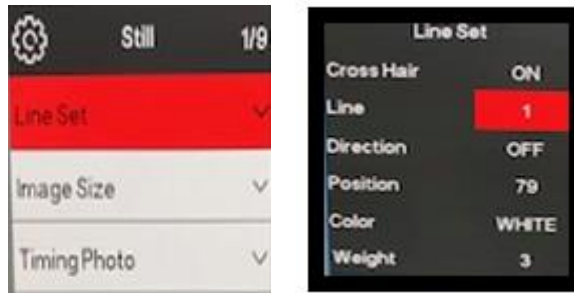 Still 1/9
Line Set
Image Size
Timing Photo
Line Set
Cross Hair ON
Line 1
Direction OFF
Position 79
Color WHITE
Weight 3